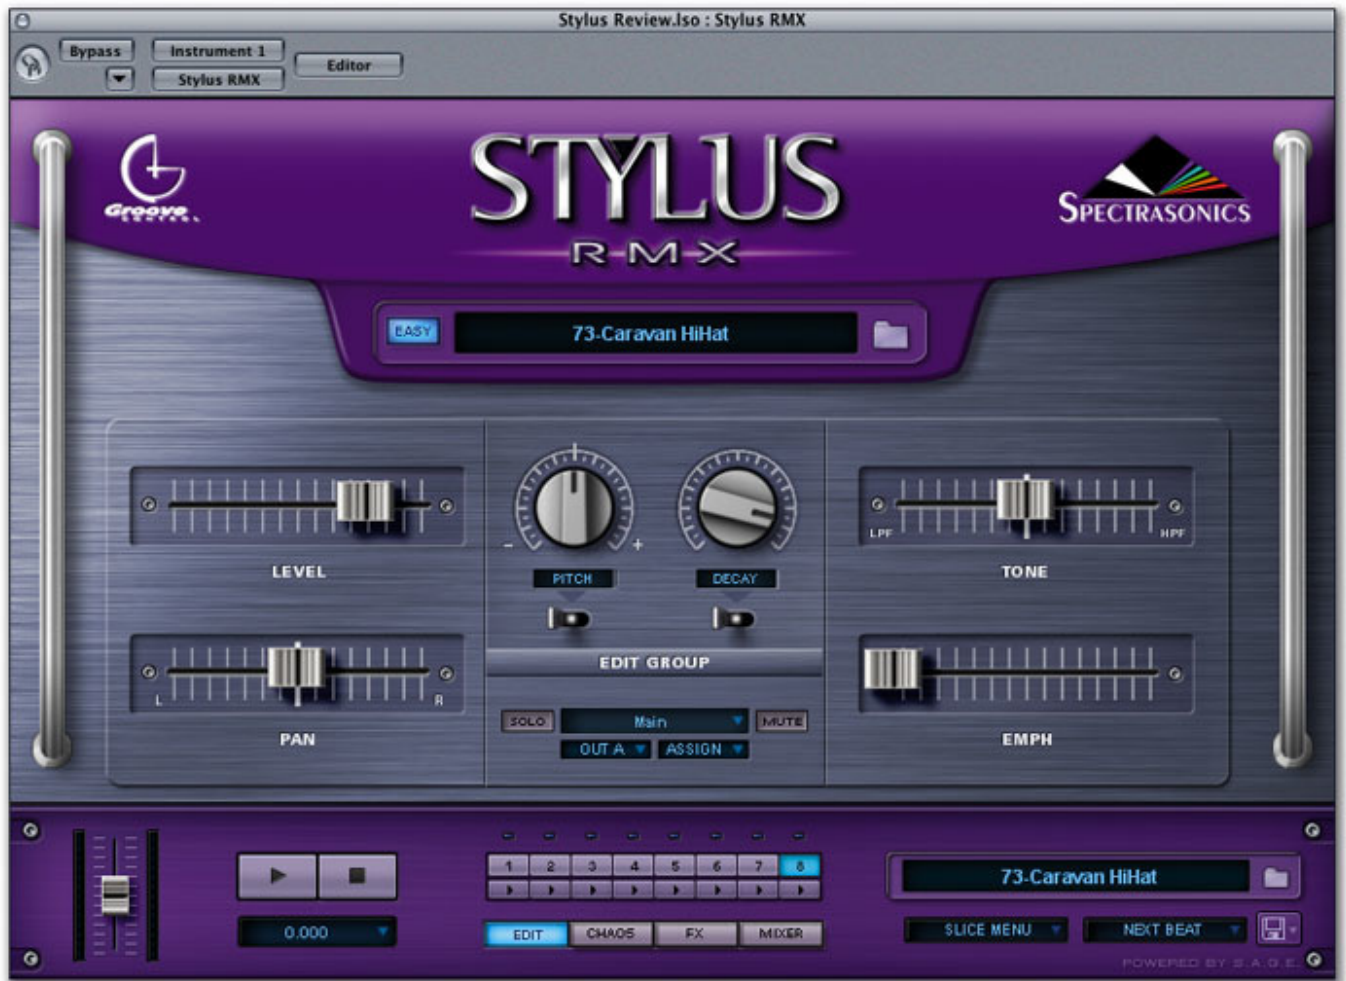 Stylus Review.lso : Stylus RMX
Bypass
Instrument 1
Stylus RMX
Editor
Groove
CONTROL
STYLUS
R-M-X
SPECTRASONICS
EASY
73-Caravan HiHat
LEVEL
PITCH
DECAY
LPF
HPF
TONE
- +
EDIT GROUP
L
R
PAN
SOLO
Main
MUTE
OUT A
ASSIGN
EMPH
1 2 3 4 5 6 7 8
73-Caravan HiHat
0.000
EDIT
CHAOS
FX
MIXER
SLICE MENU
NEXT BEAT
POWERED BY S.A.G.E.